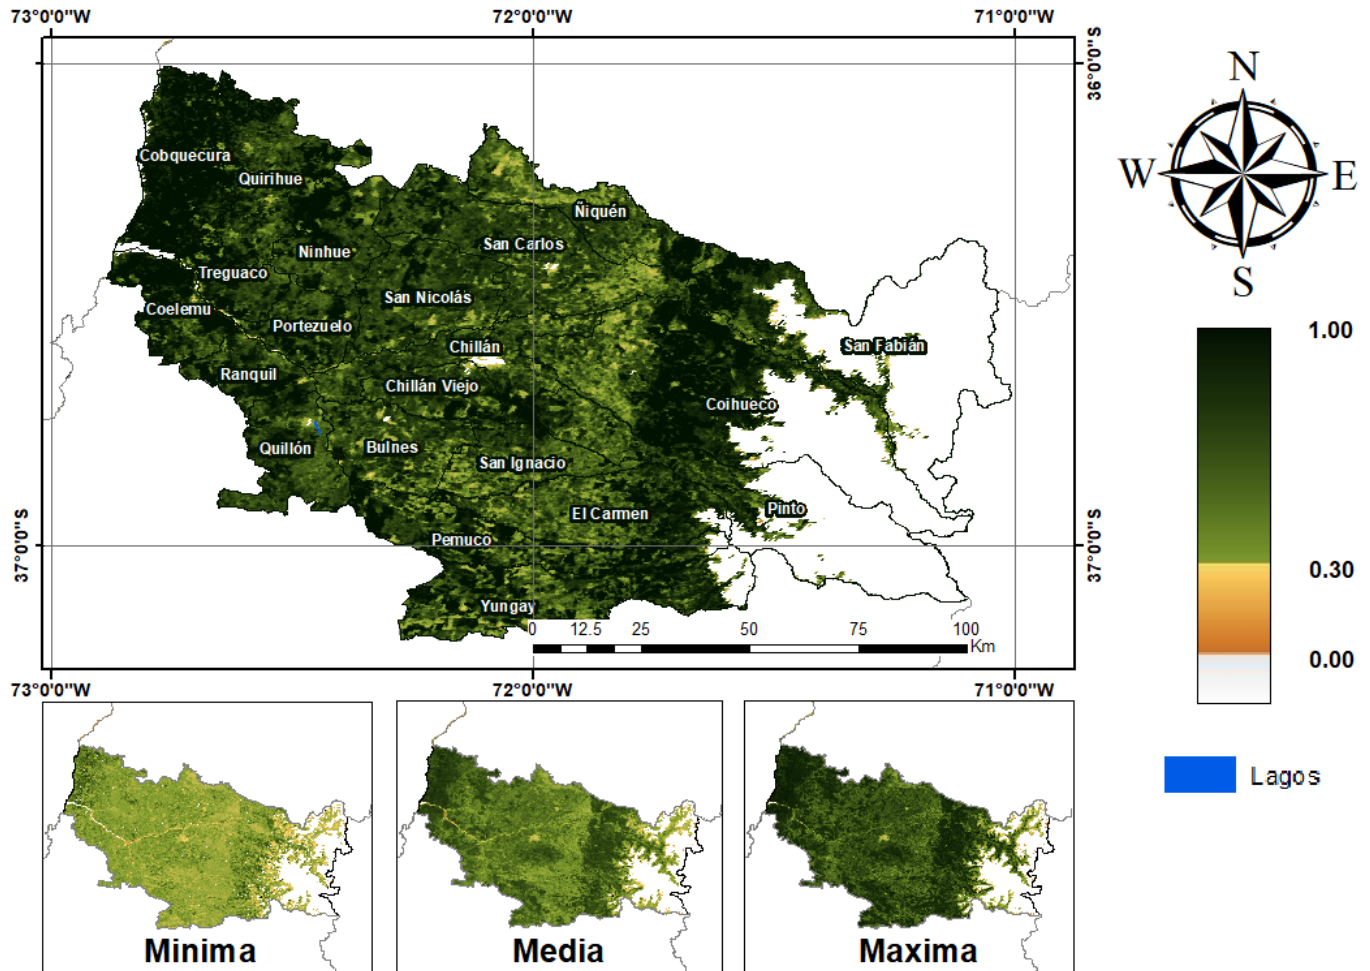 73°0'0"W 72°0'0"W 71°0'0"W
36°0'0"S
N
W E
S
Cobquecura
Quirihue
Ñiquén
San Carlos
Ninhue
Treguaco
San Nicolás
Coelemu
Portezuelo
Chillán
San Fabián
Ranquil
Chillán Viejo
Coihueco
Quillón
Bulnes
San Ignacio
Pinto
El Carmen
Pemuco
Yungay
37°0'0"S 37°0'0"S
0 12.5 25 50 75 100
Km
73°0'0"W 72°0'0"W 71°0'0"W
1.00
0.30
0.00
Lagos
Minima Media Maxima